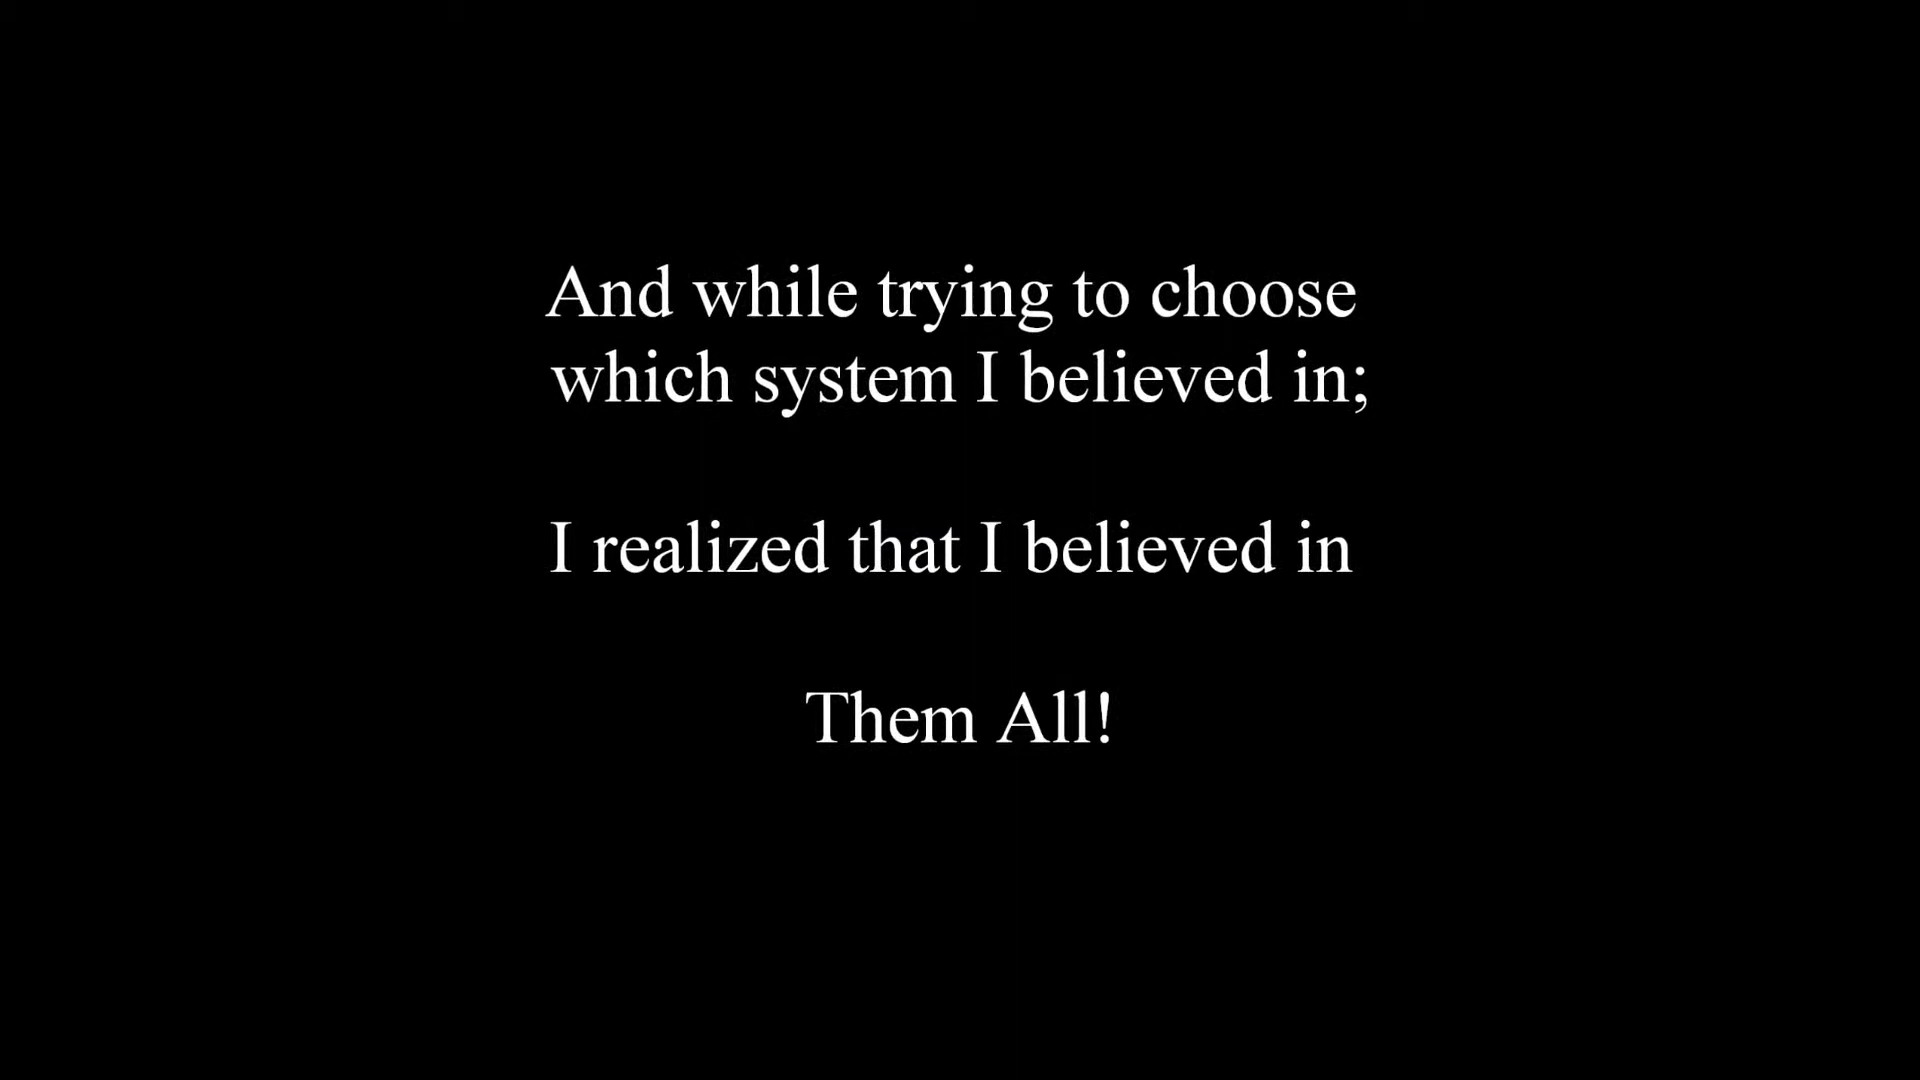 And while trying to choose
which system I believed in;
I realized that I believed in
Them All!